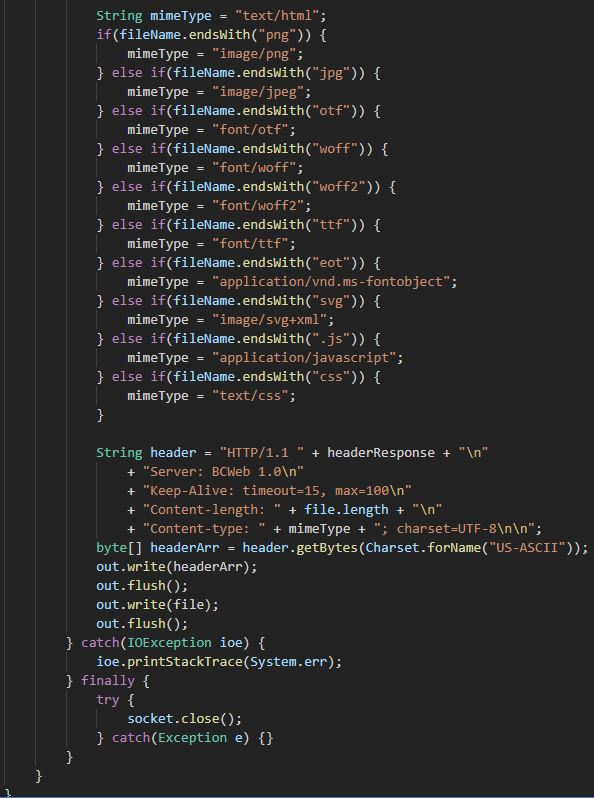 String mimeType = "text/html";
if(fileName.endsWith("png")) {
mimeType = "image/png";
} else if(fileName.endsWith("jpg")) {
mimeType = "image/jpeg";
} else if(fileName.endsWith("otf")) {
mimeType = "font/otf";
} else if(fileName.endsWith("woff")) {
mimeType = "font/woff";
} else if(fileName.endsWith("woff2")) {
mimeType = "font/woff2";
} else if(fileName.endsWith("ttf")) {
mimeType = "font/ttf";
} else if(fileName.endsWith("eot")) {
mimeType = "application/vnd.ms-fontobject";
} else if(fileName.endsWith("svg")) {
mimeType = "image/svg+xml";
} else if(fileName.endsWith(".js")) {
mimeType = "application/javascript";
} else if(fileName.endsWith("css")) {
mimeType = "text/css";
}
String header = "HTTP/1.1 " + headerResponse + "\n"
+ "Server: BCWeb 1.0\n"
+ "Keep-Alive: timeout=15, max=100\n"
+ "Content-length: " + file.length + "\n"
+ "Content-type: " + mimeType + "; charset=UTF-8\n\n";
byte[] headerArr = header.getBytes(Charset.forName("US-ASCII"));
out.write(headerArr);
out.flush();
out.write(file);
out.flush();
} catch(IOException ioe) {
ioe.printStackTrace(System.err);
} finally {
try {
socket.close();
} catch(Exception e) {}
}
}
}